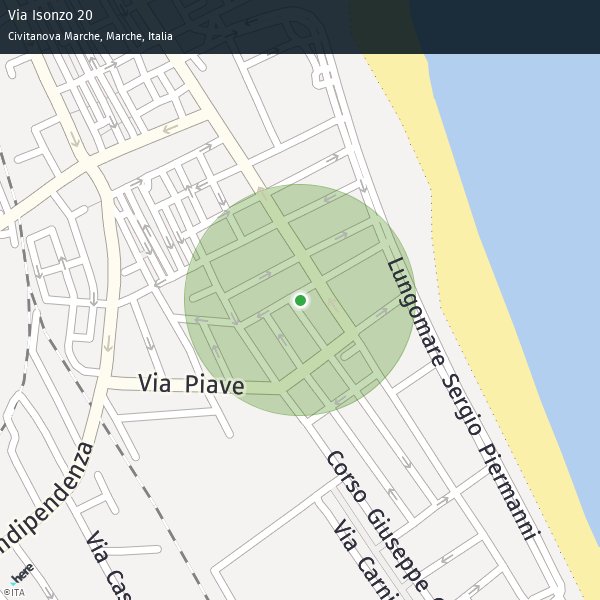 Via Isonzo 20
Civitanova Marche, Marche, Italia
Lungomare Sergio Piermanni
Via Piave
ndipendenza
Corso Giuseppe
Via Cas
Via Carni
here
©ITA